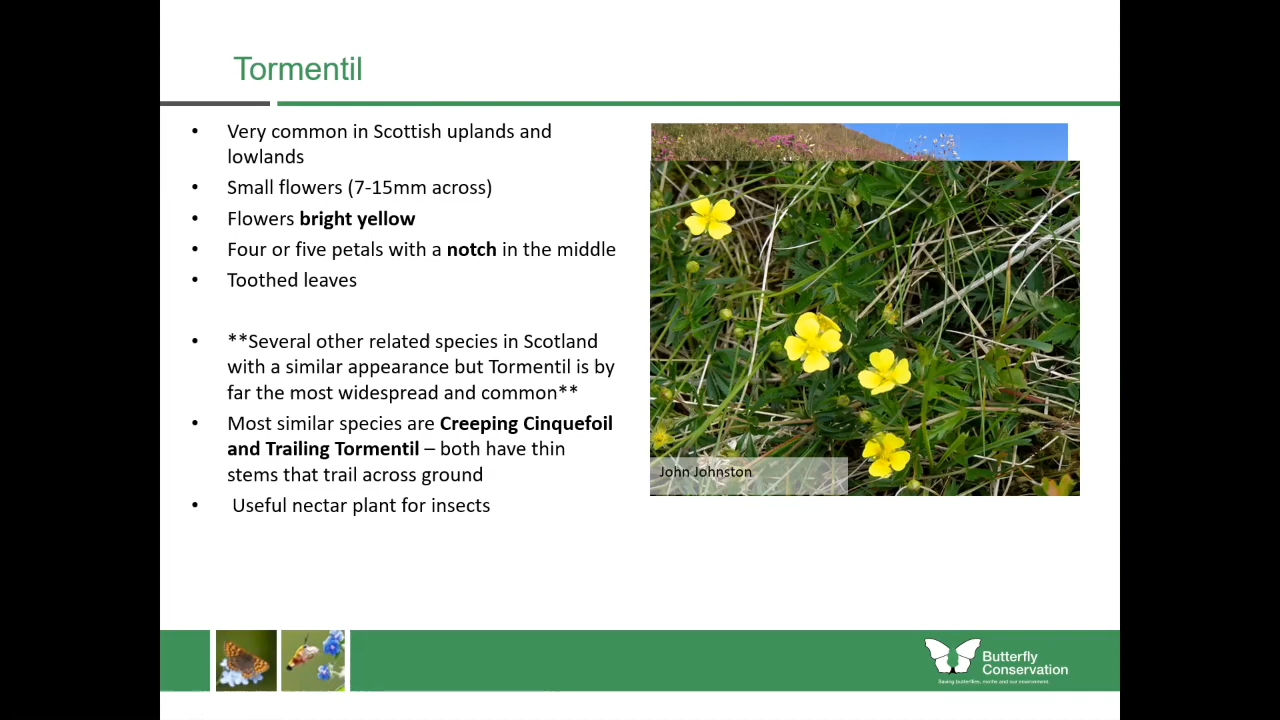 Tormentil
• Very common in Scottish uplands and
lowlands
• Small flowers (7-15mm across)
• Flowers bright yellow
• Four or five petals with a notch in the middle
• Toothed leaves
• **Several other related species in Scotland
with a similar appearance but Tormentil is by
far the most widespread and common**
• Most similar species are Creeping Cinquefoil
and Trailing Tormentil – both have thin
stems that trail across ground
• Useful nectar plant for insects
John Johnston
Butterfly
Conservation
Saving butterflies, moths and our environment.